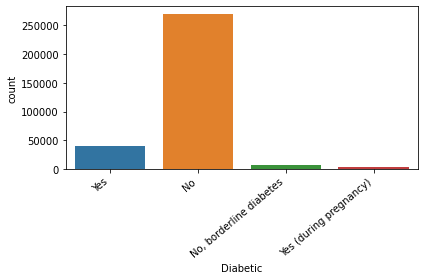 250000
200000
150000
100000
50000
0
count
Yes
No
No, borderline diabetes
Yes (during pregnancy)
Diabetic